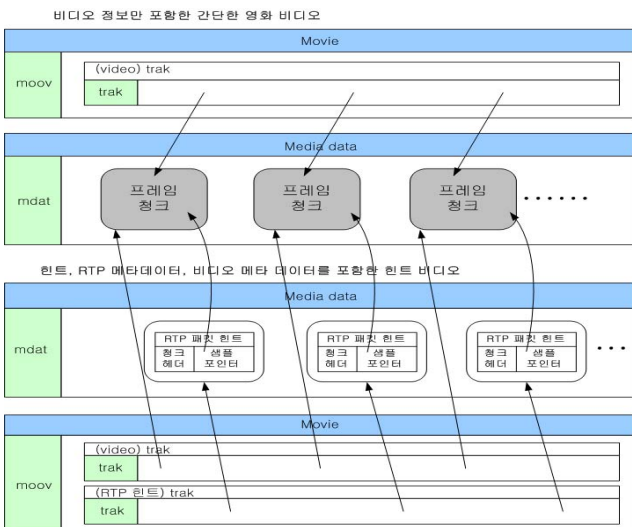 비디오 정보만 포함한 간단한 영화 비디오
Movie
moov
(video) trak
trak
Media data
mdat
프레임
청크
프레임
청크
프레임
청크
······
힌트, RTP 메타데이터, 비디오 메타 데이터를 포함한 힌트 비디오
Media data
mdat
RTP 패킷 힌트
청크 샘플
헤더 포인터
RTP 패킷 힌트
청크 샘플
헤더 포인터
RTP 패킷 힌트
청크 샘플
헤더 포인터
···
Movie
moov
(video) trak
trak
(RTP 힌트) trak
trak